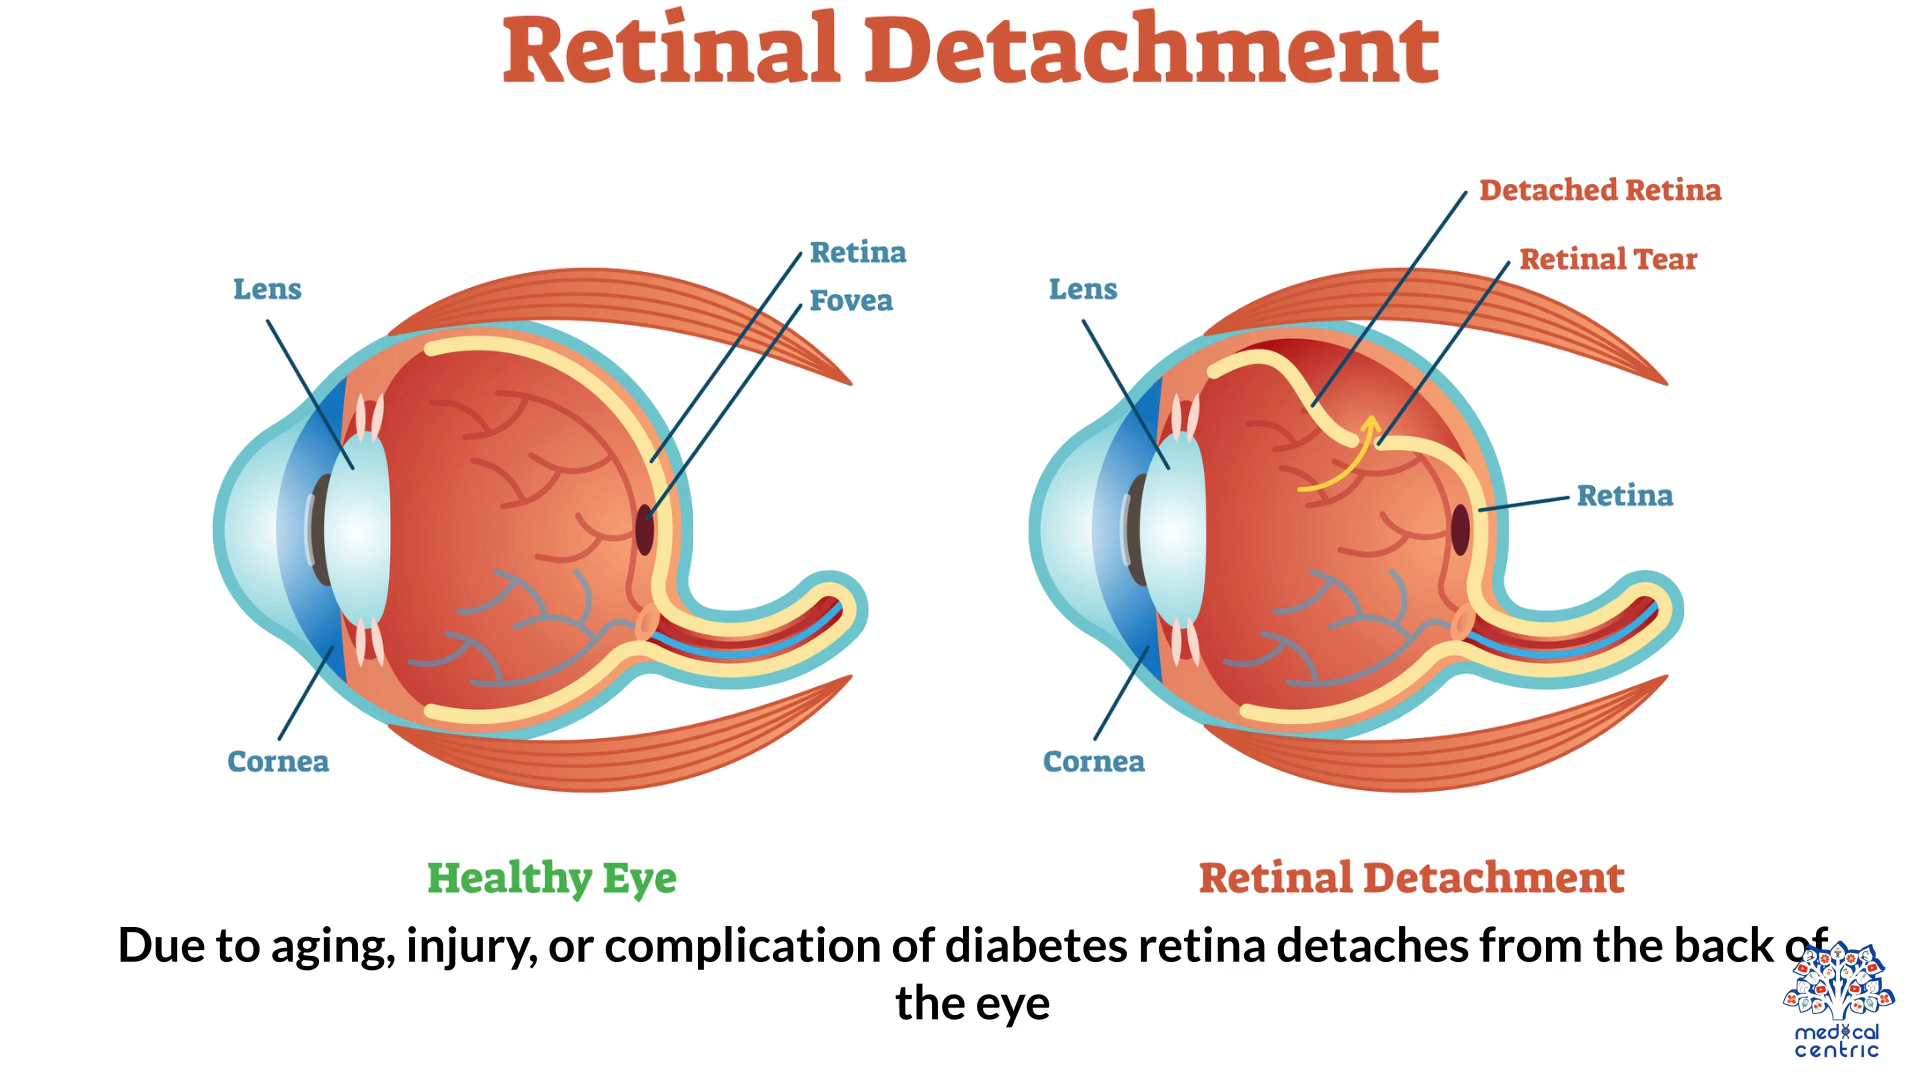 Retinal Detachment
Lens
Retina
Fovea
Cornea
Healthy Eye
Detached Retina
Retinal Tear
Lens
Retina
Cornea
Retinal Detachment
Due to aging, injury, or complication of diabetes retina detaches from the back of
the eye
medical
centric